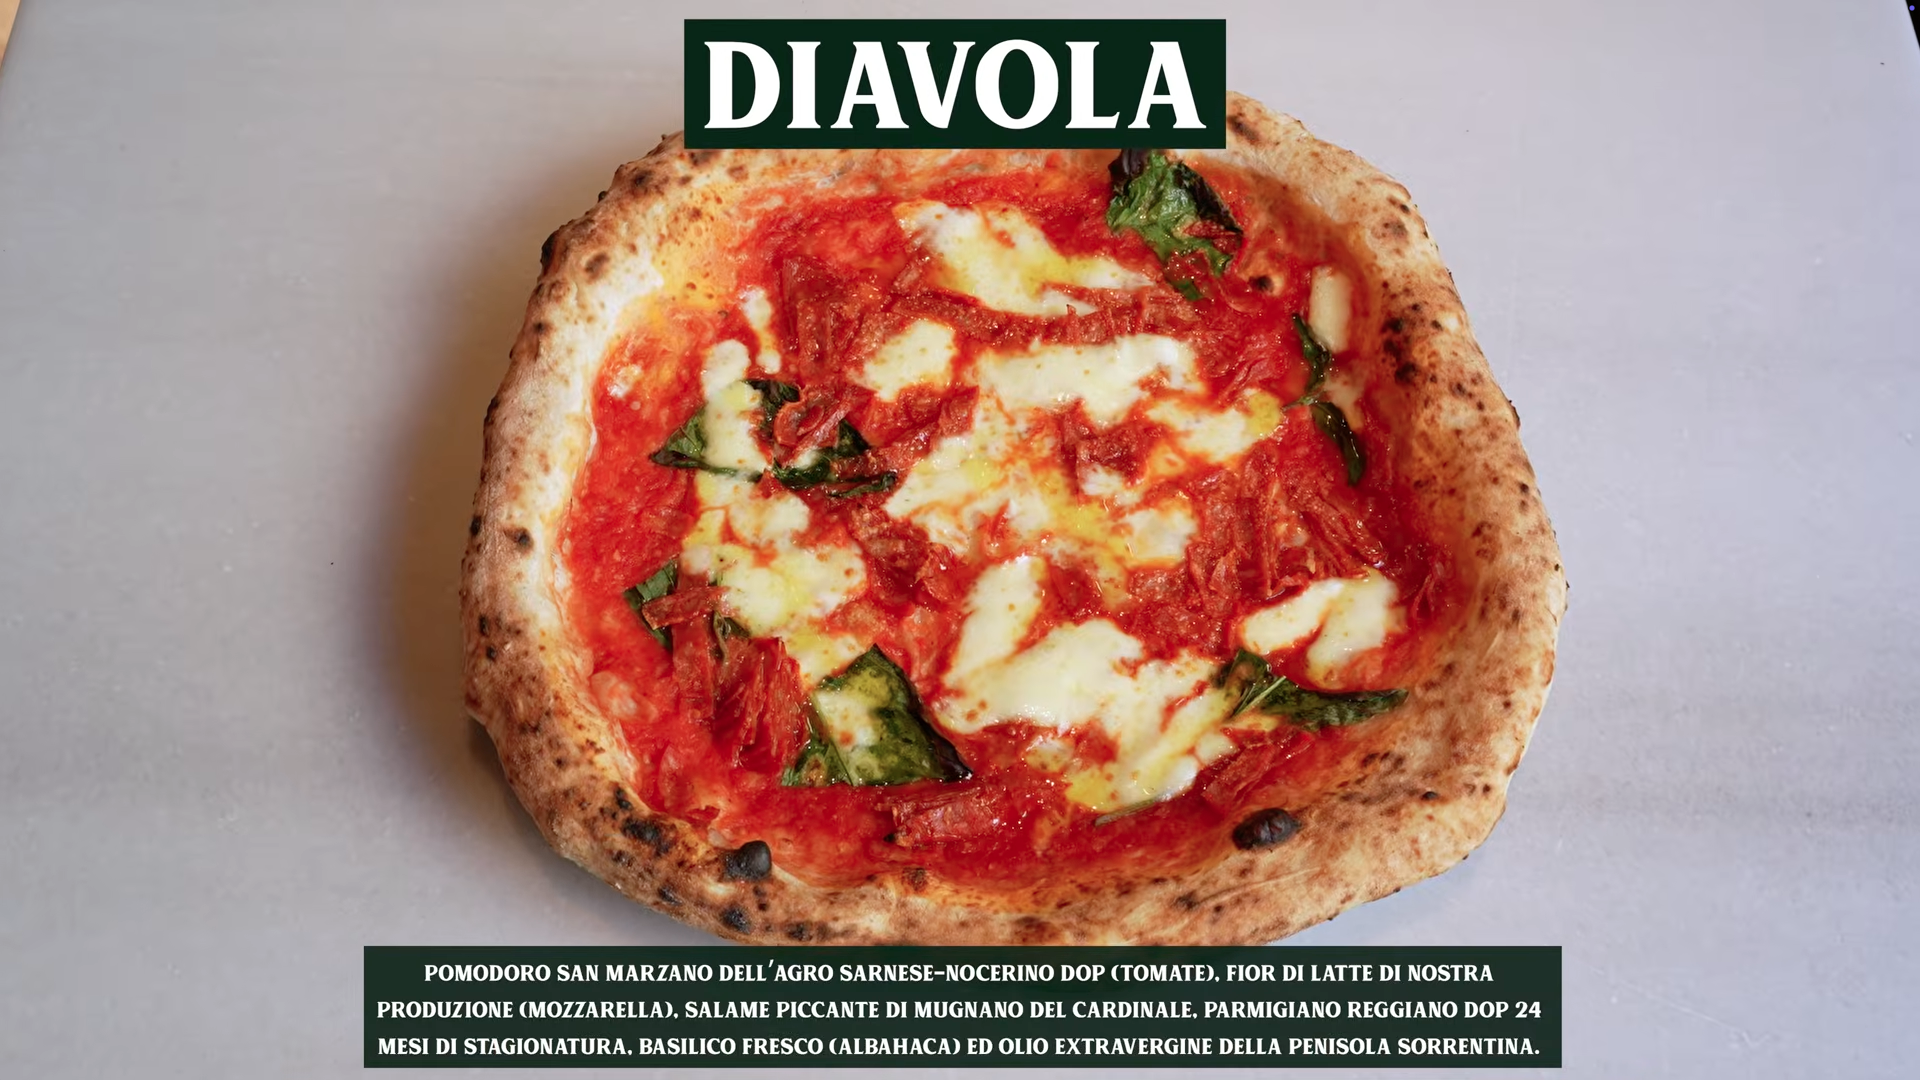 DIAVOLA
POMODORO SAN MARZANO DELL'AGRO SARNESE-NOCERINO DOP (TOMATE), FIOR DI LATTE DI NOSTRA
PRODUZIONE (MOZZARELLA), SALAME PICCANTE DI MUGNANO DEL CARDINALE, PARMIGIANO REGGIANO DOP 24
MESI DI STAGIONATURA, BASILICO FRESCO (ALBAHACA) ED OLIO EXTRAVERGINE DELLA PENISOLA SORRENTINA.